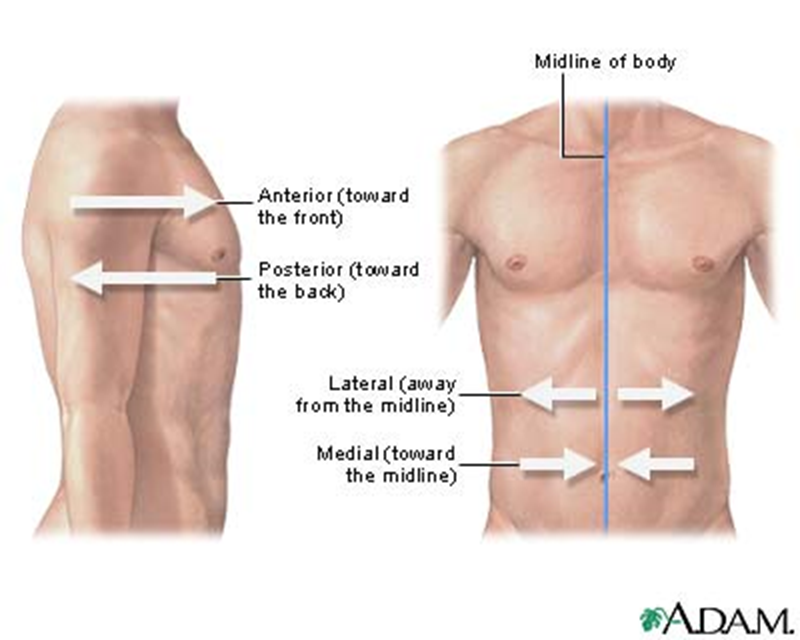 Midline of body
Anterior (toward
the front)
Posterior (toward
the back)
Lateral (away
from the midline)
Medial (toward
the midline)
A.D.A.M.